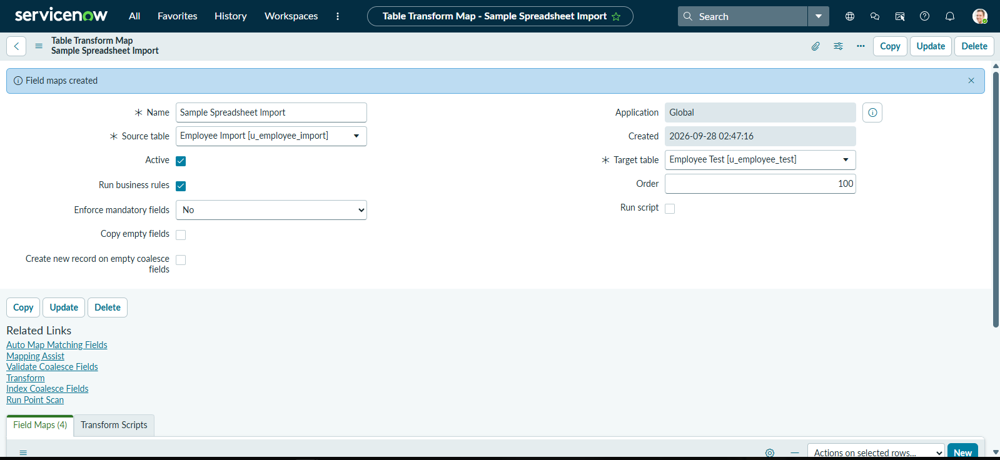 servicenow All Favorites History Workspaces Table Transform Map - Sample Spreadsheet Import Search
Table Transform Map
Sample Spreadsheet Import
Copy Update Delete
Field maps created
Name Sample Spreadsheet Import
Application Global
Source table Employee Import [u_employee_import]
Created 2026-09-28 02:47:16
Active
Target table Employee Test [u_employee_test]
Run business rules
Order 100
Enforce mandatory fields No
Run script
Copy empty fields
Create new record on empty coalesce
fields
Copy Update Delete
Related Links
Auto Map Matching Fields
Mapping Assist
Validate Coalesce Fields
Transform
Index Coalesce Fields
Run Point Scan
Field Maps (4) Transform Scripts
Actions on selected rows... New